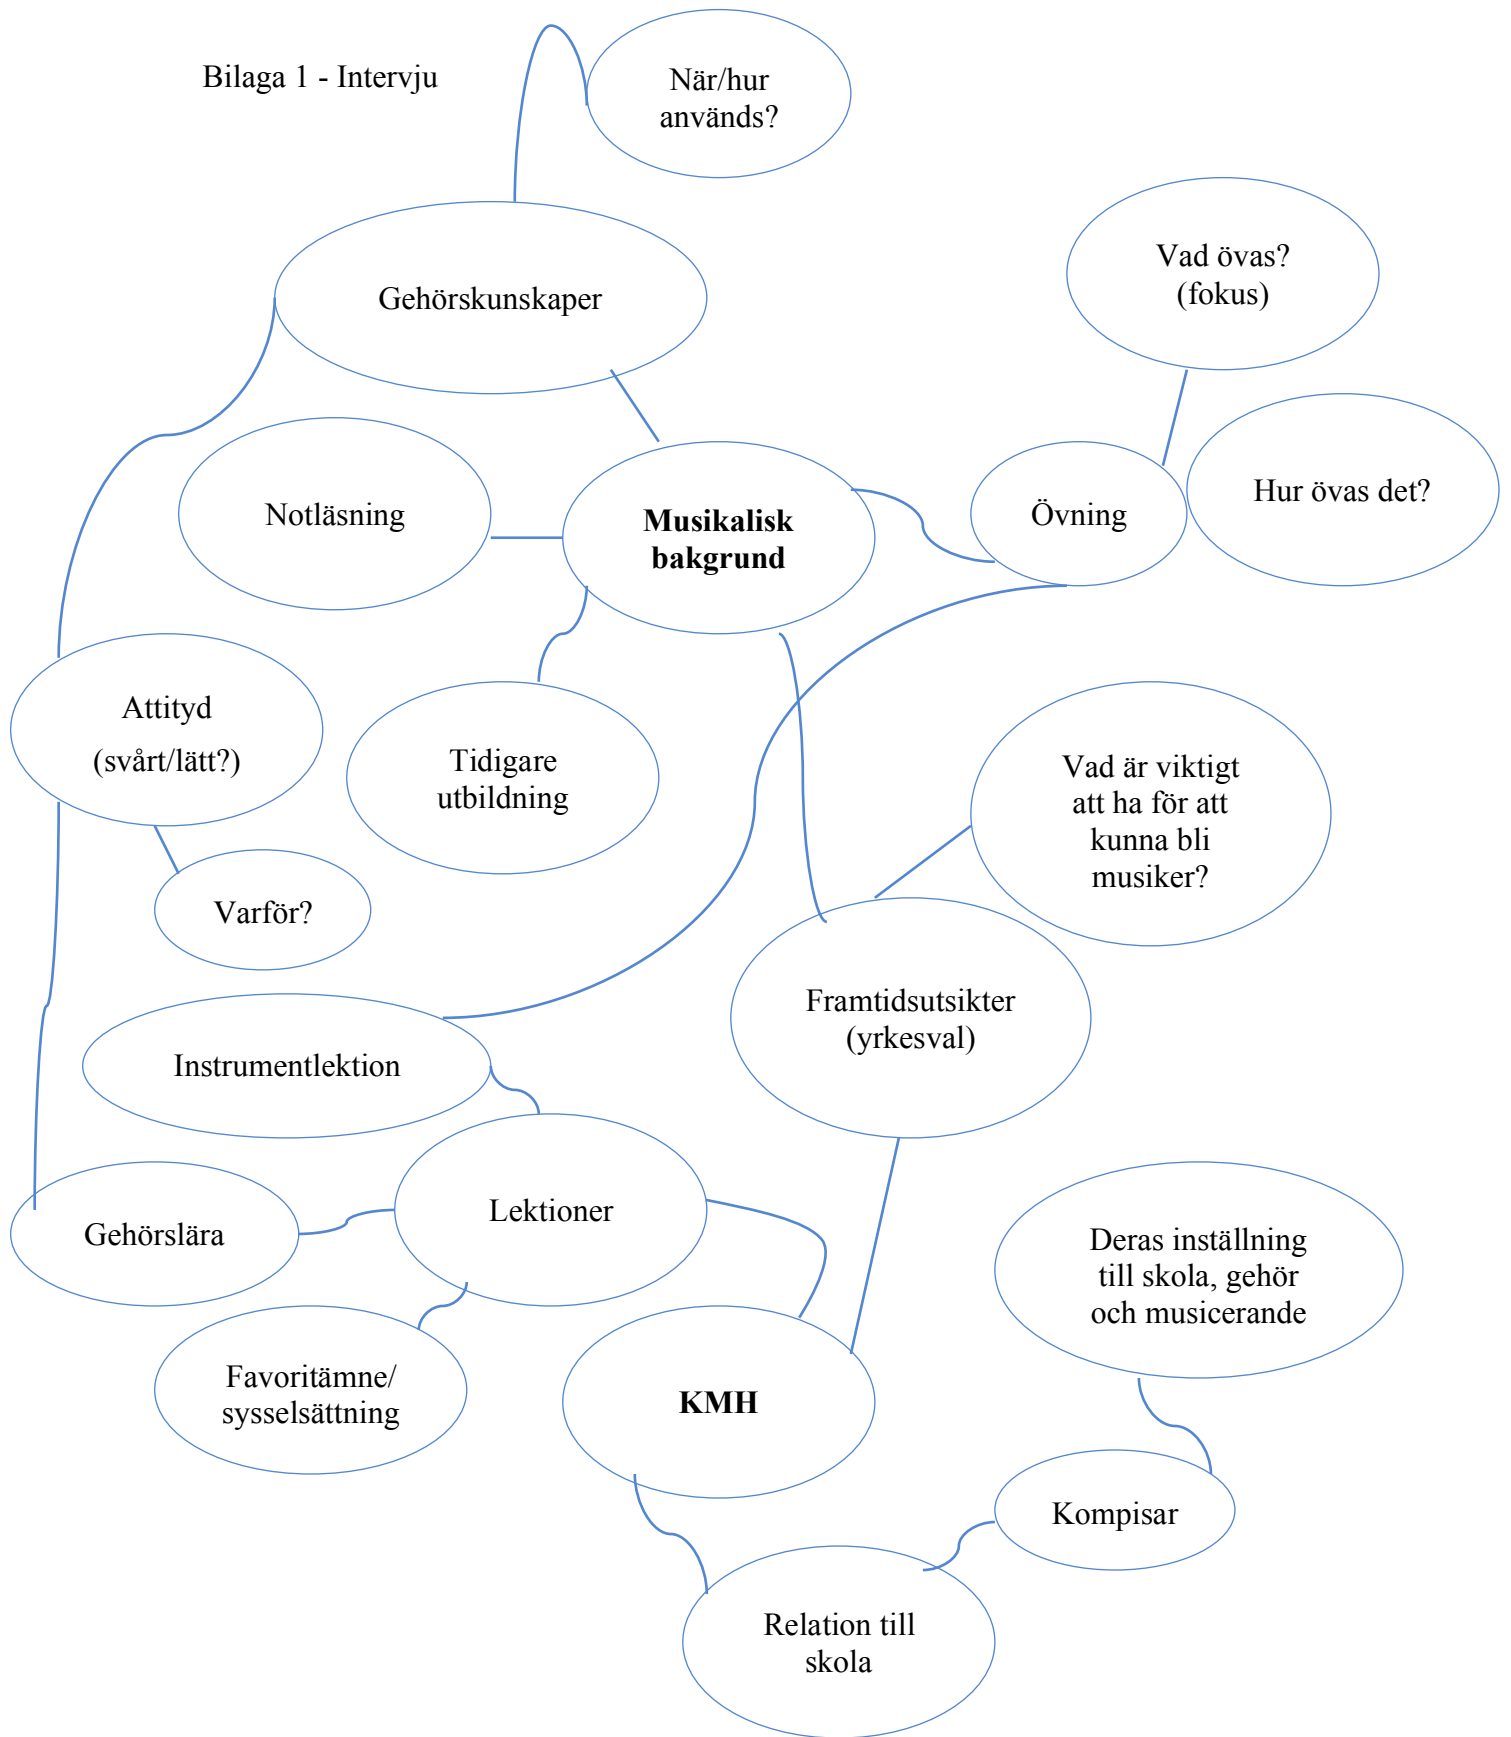 Bilaga 1 - Intervju
När/hur
används?
Gehörskunskaper
Vad övas?
(fokus)
Notläsning
Musikalisk
bakgrund
Övning
Hur övas det?
Attityd
(svårt/lätt?)
Tidigare
utbildning
Vad är viktigt
att ha för att
kunna bli
musiker?
Varför?
Framtidsutsikter
(yrkesval)
Instrumentlektion
Lektioner
Gehörslära
Deras inställning
till skola, gehör
och musicerande
Favoritämne/
sysselsättning
KMH
Kompisar
Relation till
skola